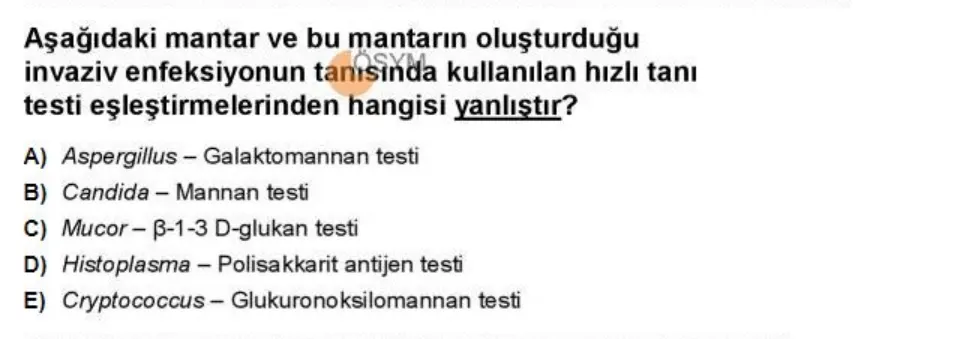 Aşağıdaki mantar ve bu mantarın oluşturduğu
invaziv enfeksiyonun tanısında kullanılan hızlı tanı
testi eşleştirmelerinden hangisi yanlıştır?
ÖSYM
A) Aspergillus – Galaktomannan testi
B) Candida – Mannan testi
C) Mucor – β-1-3 D-glukan testi
D) Histoplasma – Polisakkarit antijen testi
E) Cryptococcus – Glukuronoksilomannan testi